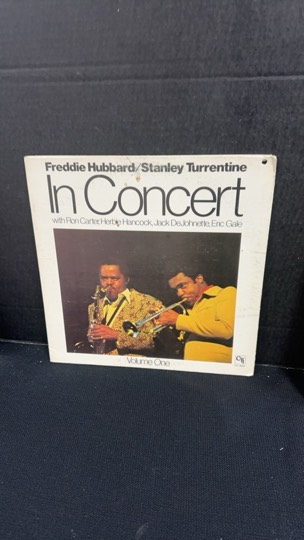 Freddie Hubbard/Stanley Turrentine
In Concert
with Ron Carter, Herbie Hancock, Jack DeJohnette, Eric Gale
Volume One